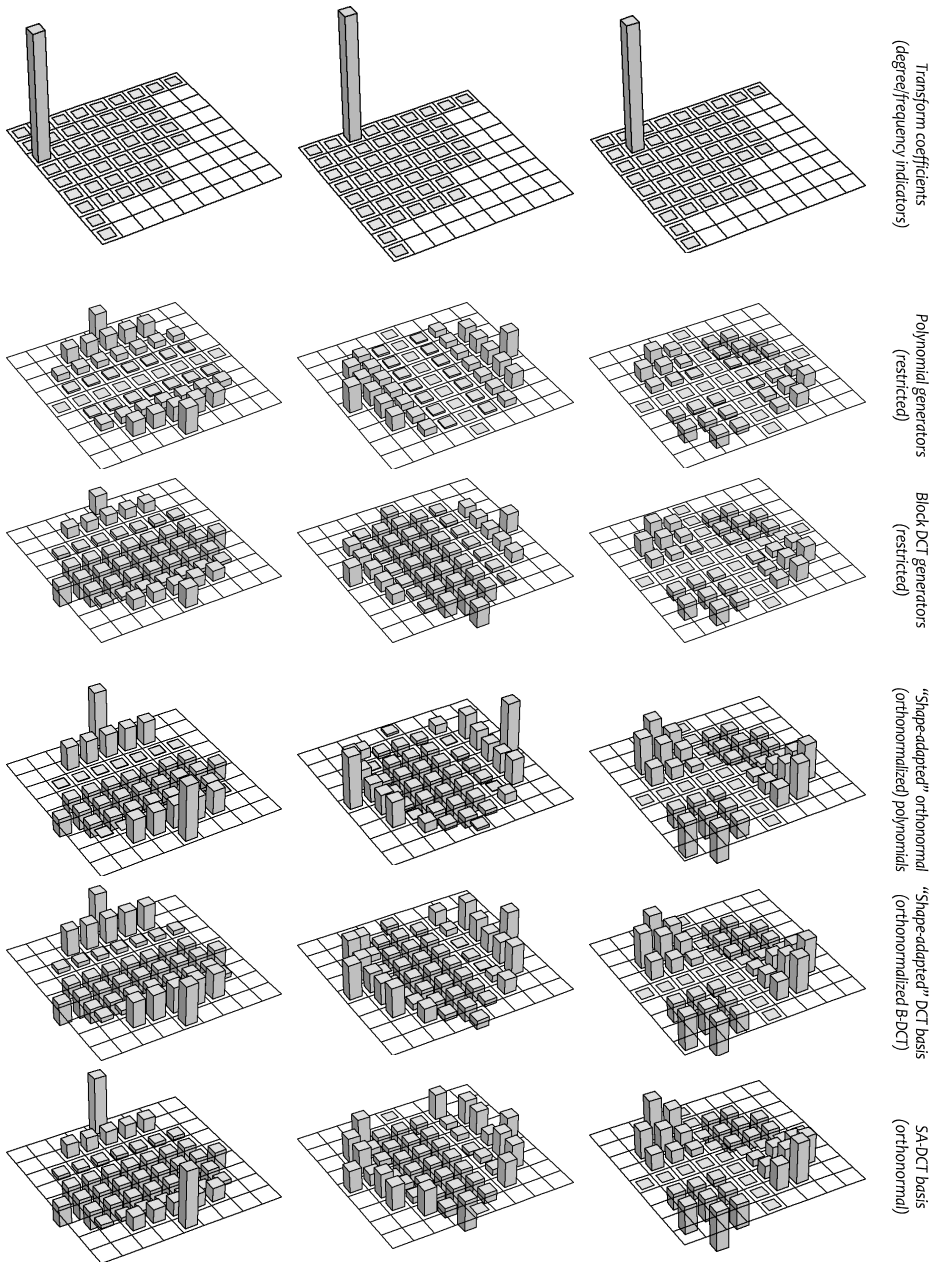 Transform coefficients
(degree/frequency indicators)
Polynomial generators
(restricted)
Block DCT generators
(restricted)
“Shape-adapted” orthonormal
(orthonormalized) polynomials
“Shape-adapted” DCT basis
(orthonormalized B-DCT)
SA-DCT basis
(orthonormal)